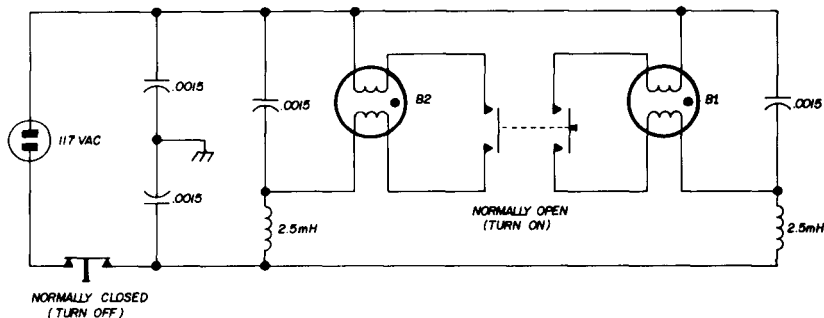 .0015
117 VAC
.0015
.0015
B2
B1
.0015
2.5mH
2.5mH
NORMALLY OPEN
(TURN ON)
NORMALLY CLOSED
(TURN OFF)